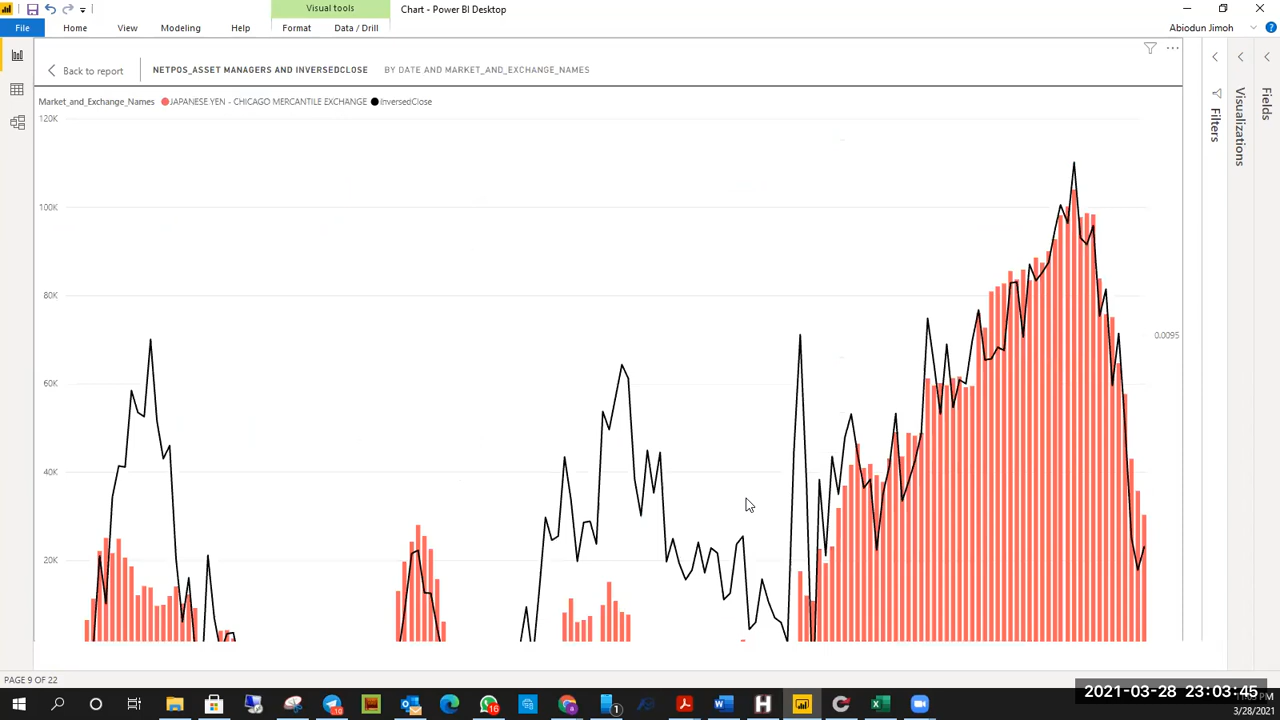 Visual tools
Chart - Power BI Desktop
File
Home
View
Modeling
Help
Format
Data / Drill
Abiodun Jimoh
Back to report
NETPOS_ASSET MANAGERS AND INVERSEDCLOSE
BY DATE AND MARKET_AND_EXCHANGE_NAMES
Market_and_Exchange_Names
JAPANESE YEN - CHICAGO MERCANTILE EXCHANGE
InversedClose
120K
100K
80K
60K
40K
20K
0.0095
Filters
Visualizations
Fields
PAGE 9 OF 22
16
1
2021-03-28 23:03:45
3/28/2021